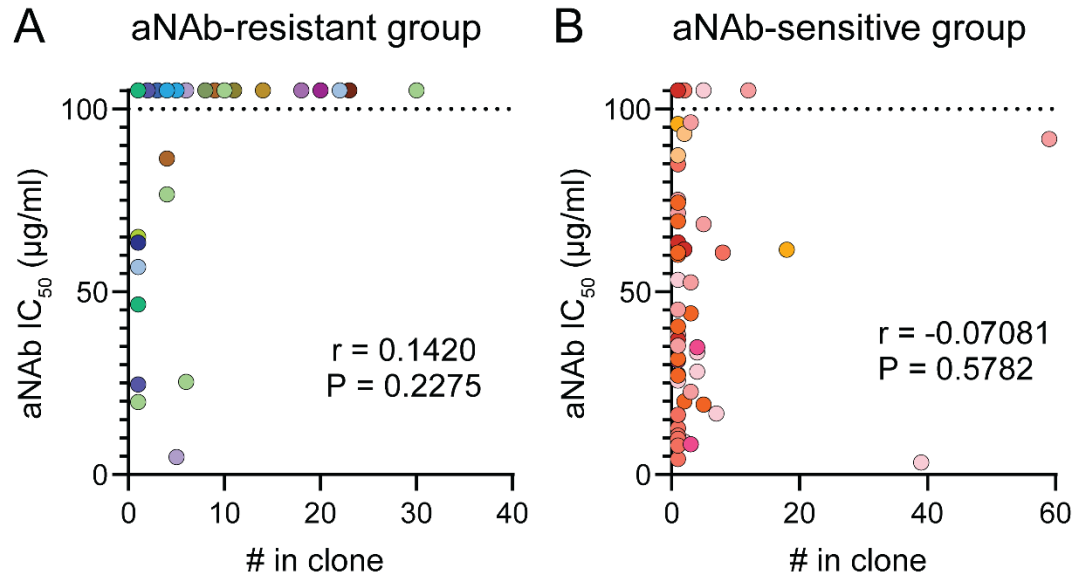 A aNAb-resistant group
aNAb IC50 (µg/ml)
100
50
0
r = 0.1420
P = 0.2275
0 10 20 30 40
# in clone
B aNAb-sensitive group
aNAb IC50 (µg/ml)
100
50
0
r = -0.07081
P = 0.5782
0 20 40 60
# in clone